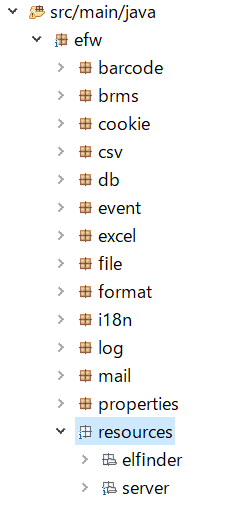 src/main/java
efw
barcode
brms
cookie
csv
db
event
excel
file
format
i18n
log
mail
properties
resources
elfinder
server